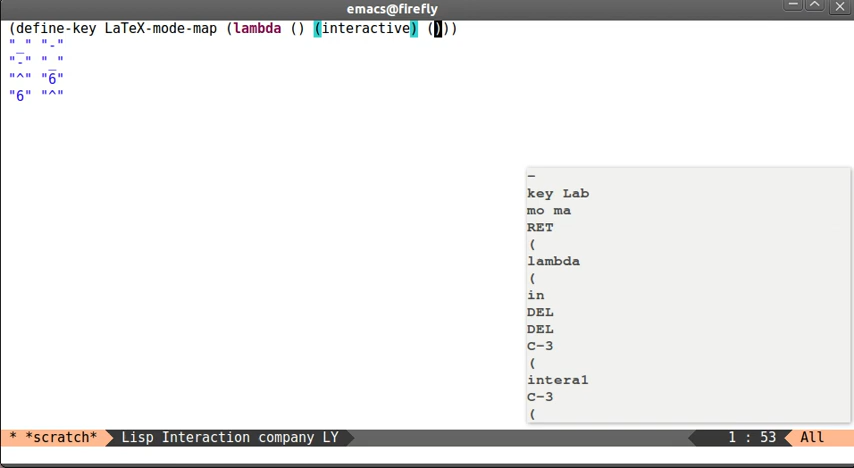 emacs@firefly
(define-key LaTeX-mode-map (lambda () (interactive) ()))
"_" "-"
"-" "_"
"^" "6"
"6" "^"
-
key Lab
mo ma
RET
(
lambda
(
in
DEL
DEL
C-3
(
intera1
C-3
(
* *scratch* Lisp Interaction company LY 1 : 53 All